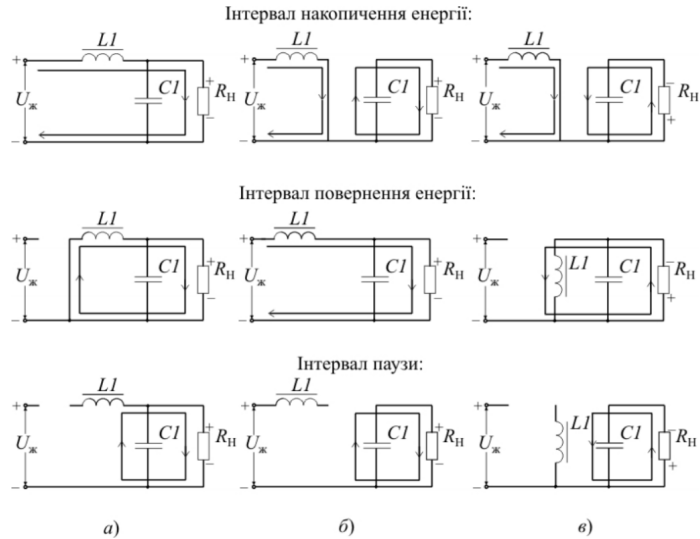 Інтервал накопичення енергії:
L1 L1 L1
+ C1 + Rн + C1 + Rн + C1 − Rн
Uж Uж Uж
− − − − − +
Інтервал повернення енергії:
L1 L1
+ C1 + Rн + C1 + Rн + L1 C1 − Rн
Uж Uж Uж
− − − − − +
Інтервал паузи:
L1 L1
+ C1 + Rн + C1 + Rн + L1 C1 − Rн
Uж Uж Uж
− − − − − +
а) б) в)